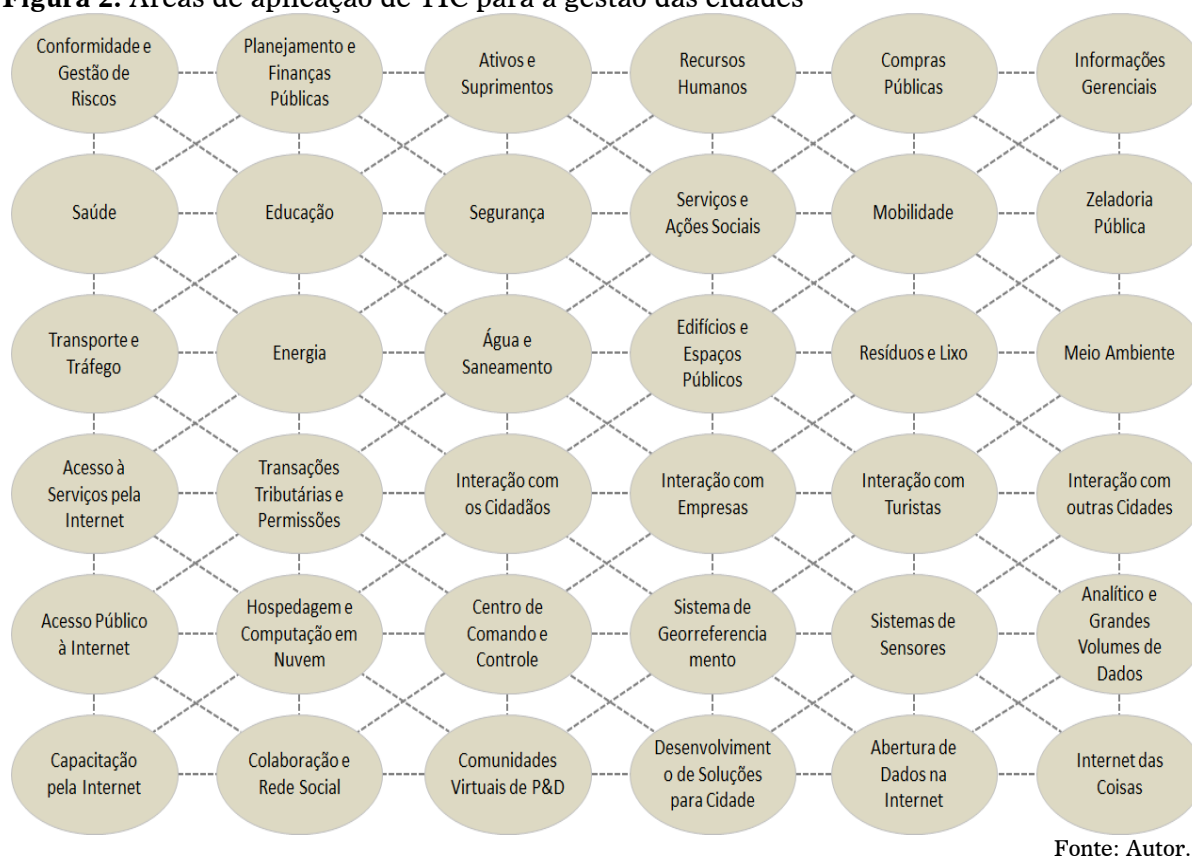 Figura 2. Áreas de aplicação de TIC para a gestão das cidades
Conformidade e
Gestão de
Riscos
Planejamento e
Finanças
Públicas
Ativos e
Suprimentos
Recursos
Humanos
Compras
Públicas
Informações
Gerenciais
Saúde
Educação
Segurança
Serviços e
Ações Sociais
Mobilidade
Zeladoria
Pública
Transporte e
Tráfego
Energia
Água e
Saneamento
Edifícios e
Espaços
Públicos
Resíduos e Lixo
Meio Ambiente
Acesso à
Serviços pela
Internet
Transações
Tributárias e
Permissões
Interação com
os Cidadãos
Interação com
Empresas
Interação com
Turistas
Interação com
outras Cidades
Acesso Público
à Internet
Hospedagem e
Computação em
Nuvem
Centro de
Comando e
Controle
Sistema de
Georreferencia
mento
Sistemas de
Sensores
Analítico e
Grandes
Volumes de
Dados
Capacitação
pela Internet
Colaboração e
Rede Social
Comunidades
Virtuais de P&D
Desenvolviment
o de Soluções
para Cidade
Abertura de
Dados na
Internet
Internet das
Coisas
Fonte: Autor.